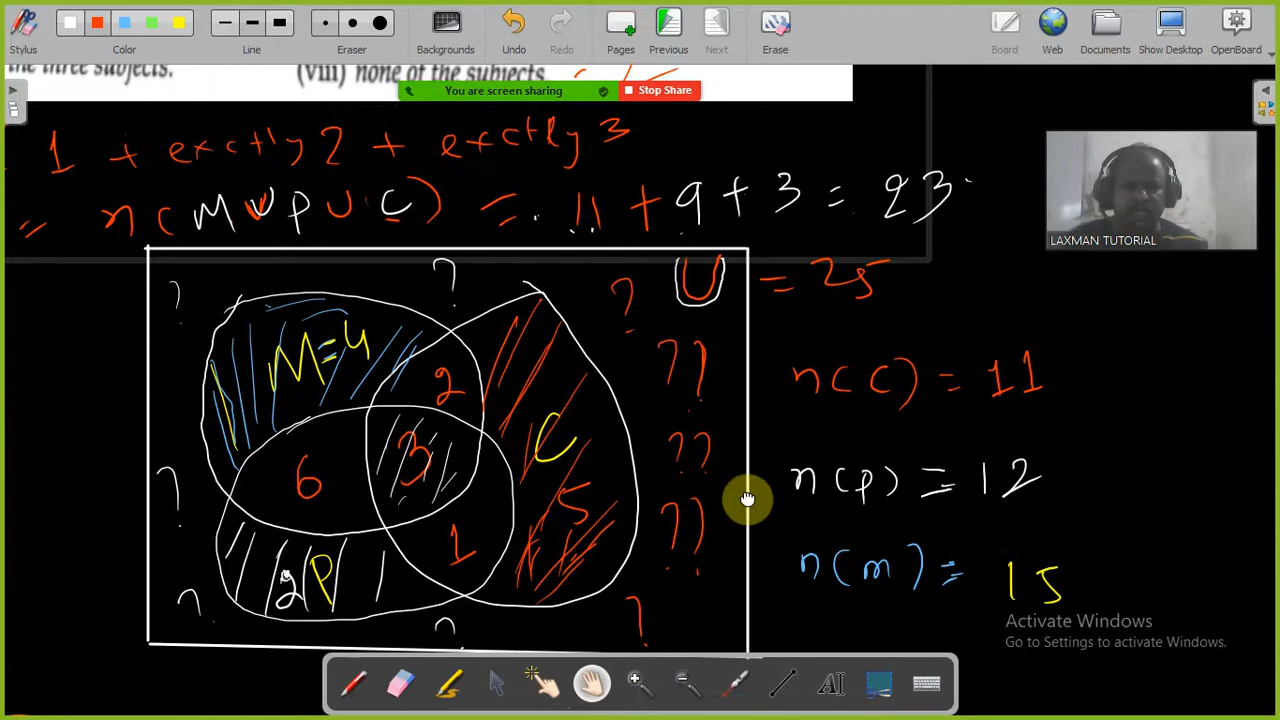 Stylus Color Line Eraser Backgrounds Undo Redo Pages Previous Next Erase Board Web Documents Show Desktop OpenBoard
the three subjects. (viii) none of the subjects.
You are screen sharing Stop Share
1 + exctly 2 + exctly 3
= n(M U P U C) = 11 + 9 + 3 = 23
LAXMAN TUTORIAL
? ? ? U = 25
M=4 2 ?? n(C) = 11
6 3 C ??
? n(P) = 12
1 5 ??
2 P n(m) = 15
? ? ?
Activate Windows
Go to Settings to activate Windows.
AI